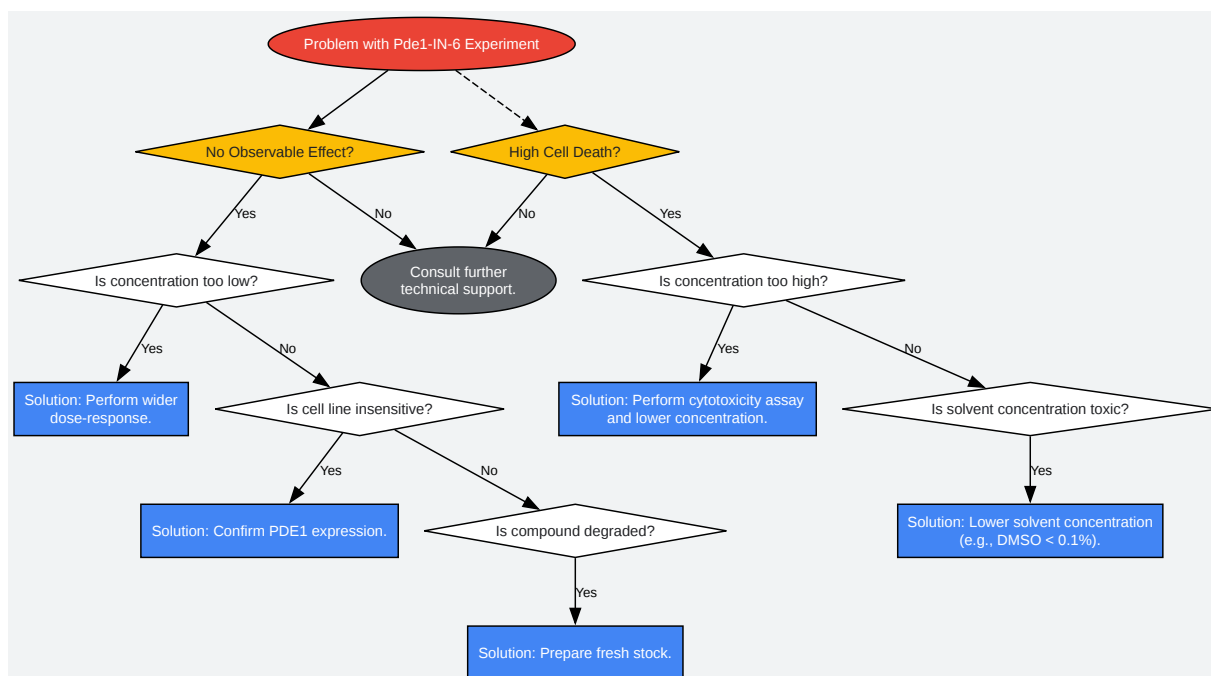 Problem with Pde1-IN-6 Experiment
No Observable Effect?
High Cell Death?
Yes
No
No
Yes
Is concentration too low?
Consult further
technical support.
Is concentration too high?
Yes
No
Yes
No
Solution: Perform wider
dose-response.
Is cell line insensitive?
Solution: Perform cytotoxicity assay
and lower concentration.
Is solvent concentration toxic?
Yes
No
Yes
Solution: Confirm PDE1 expression.
Is compound degraded?
Solution: Lower solvent concentration
(e.g., DMSO < 0.1%).
Yes
Solution: Prepare fresh stock.